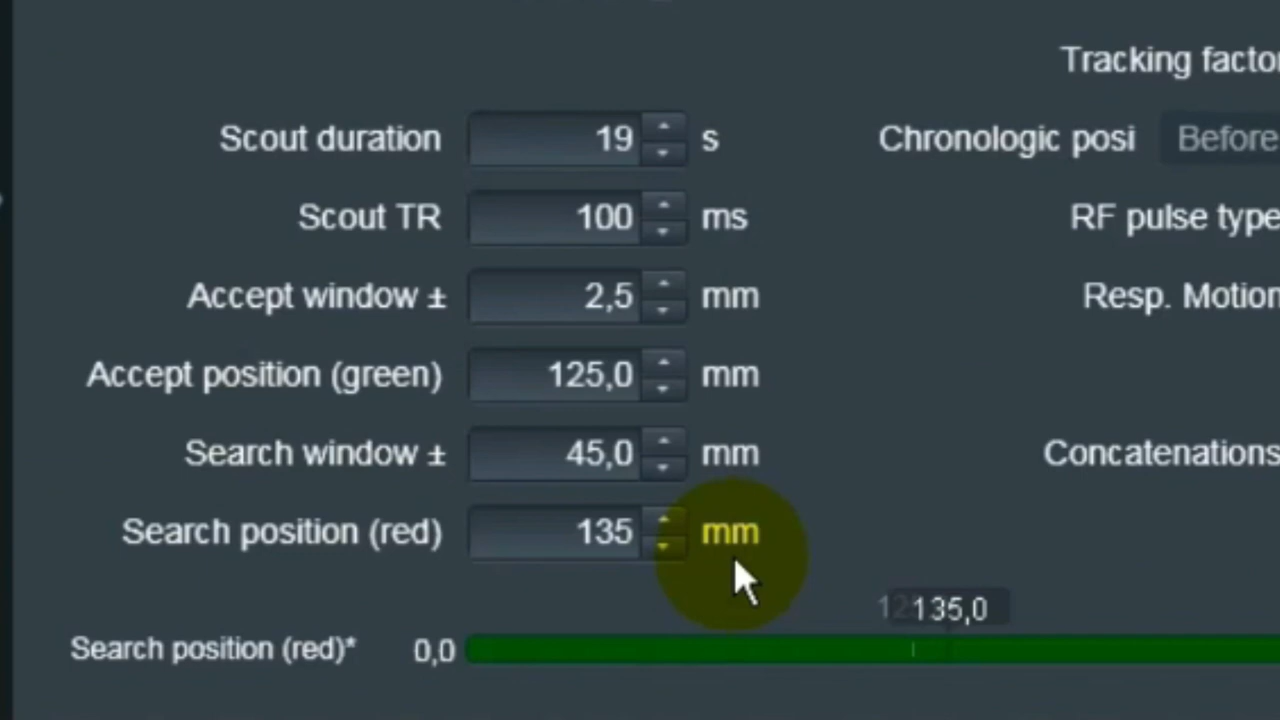 Tracking facto
Scout duration 19 s Chronologic posi Before
Scout TR 100 ms RF pulse type
Accept window ± 2,5 mm Resp. Motion
Accept position (green) 125,0 mm
Search window ± 45,0 mm Concatenations
Search position (red) 135 mm
135,0
Search position (red)* 0,0